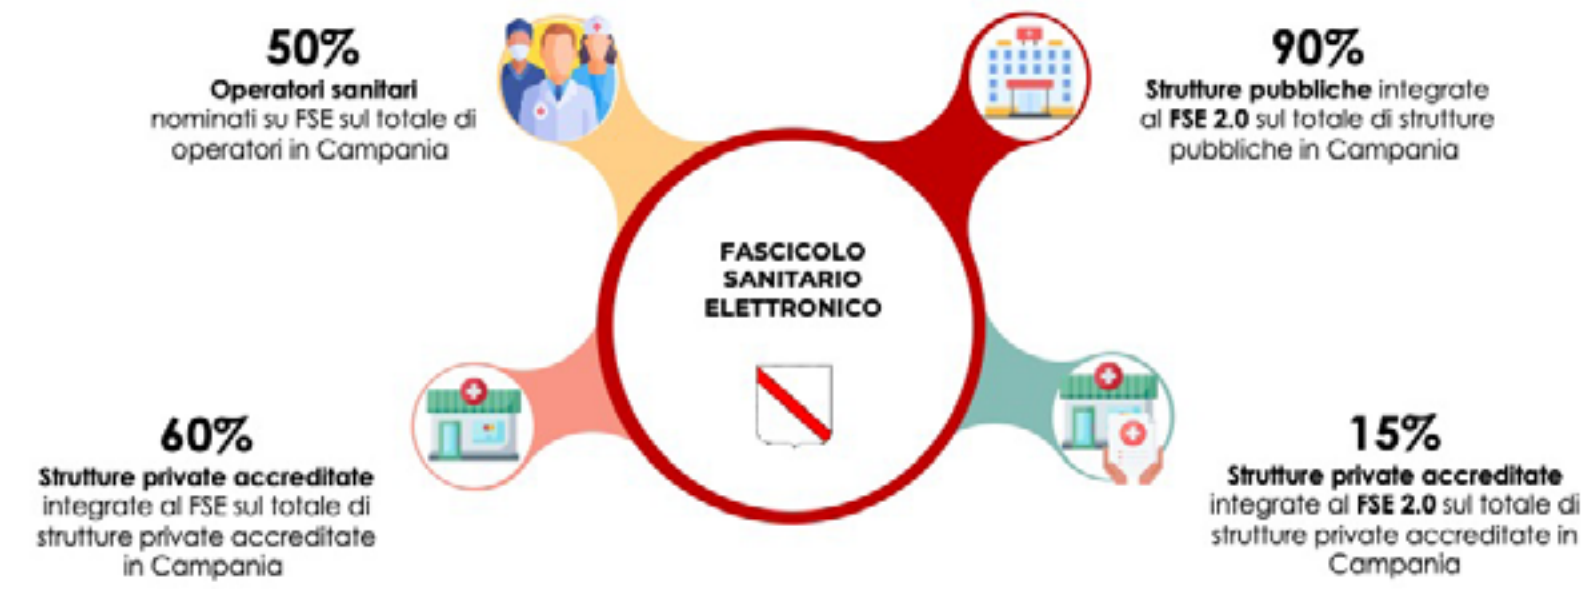 50%
Operatori sanitari
nominati su FSE sul totale di
operatori in Campania
90%
Strutture pubbliche integrate
al FSE 2.0 sul totale di strutture
pubbliche in Campania
FASCICOLO
SANITARIO
ELETTRONICO
60%
Strutture private accreditate
integrate al FSE sul totale di
strutture private accreditate
in Campania
15%
Strutture private accreditate
integrate al FSE 2.0 sul totale di
strutture private accreditate in
Campania